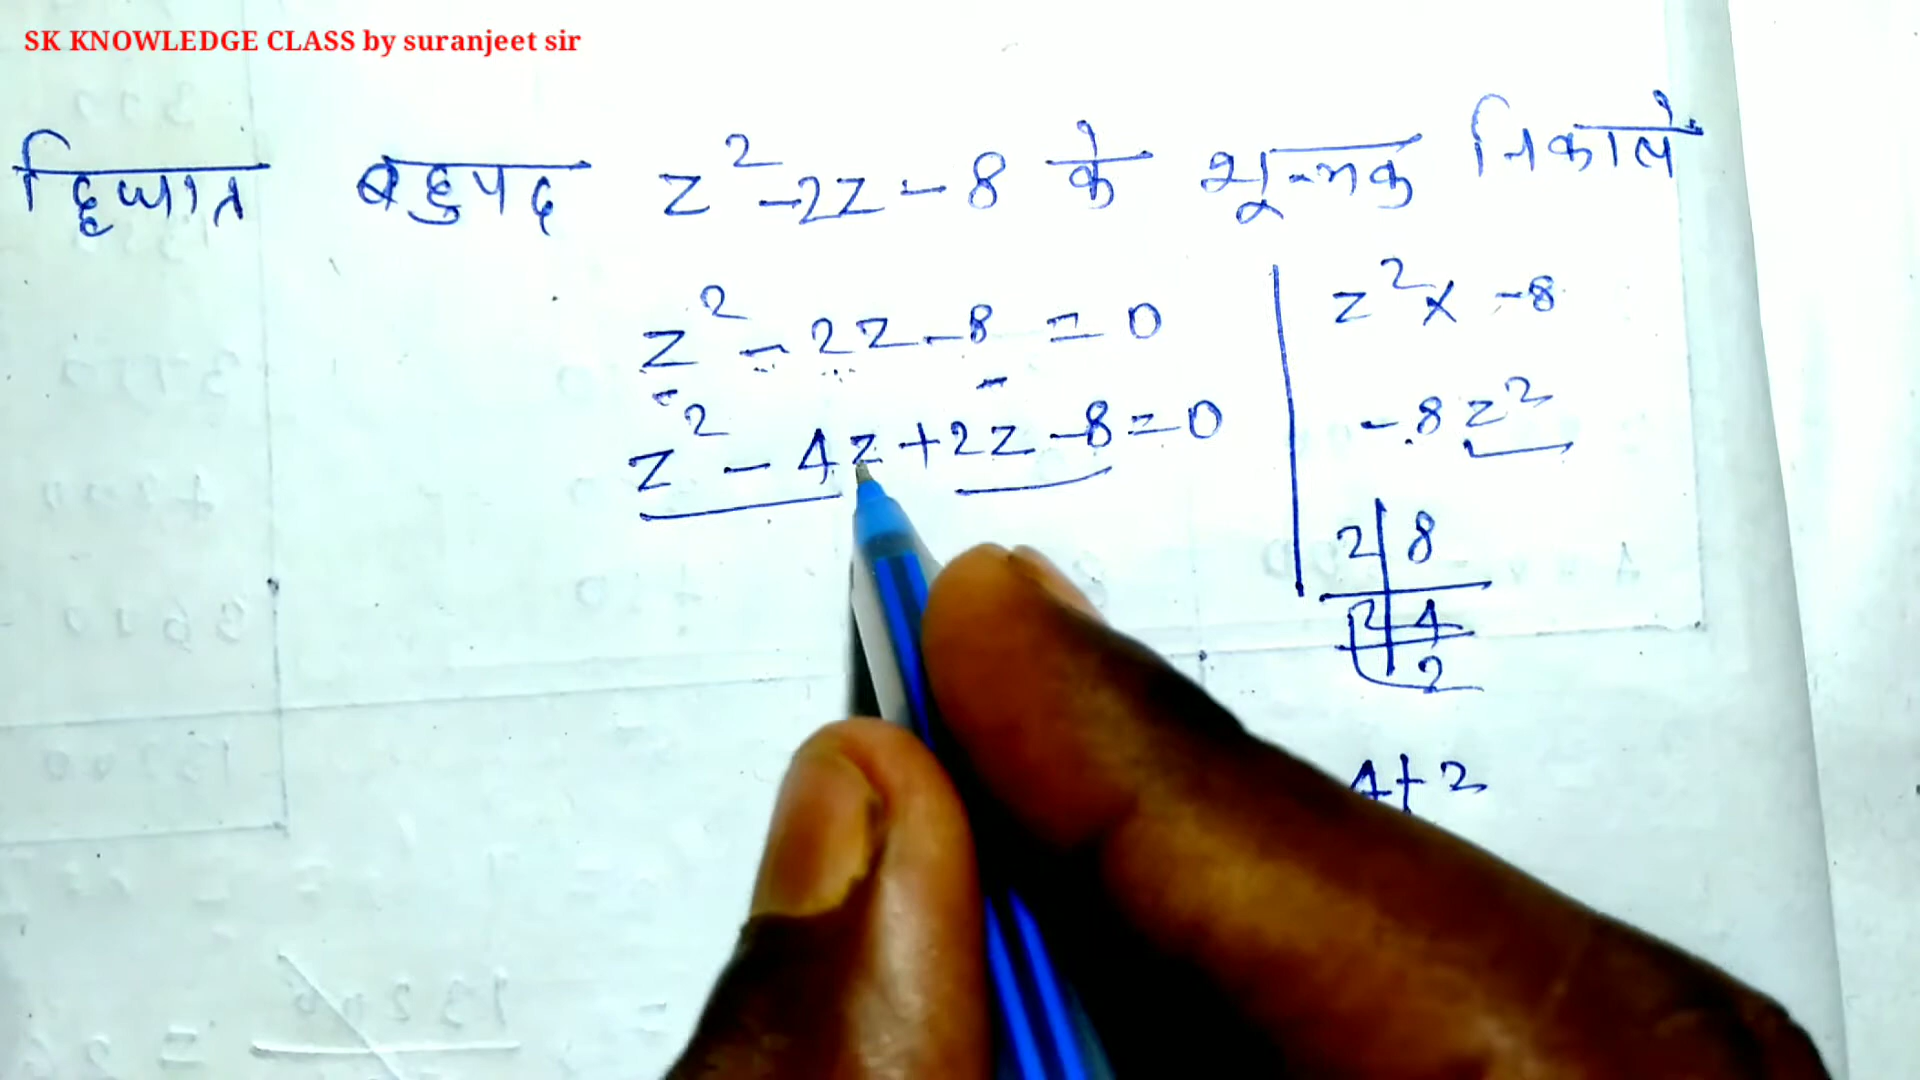 SK KNOWLEDGE CLASS by suranjeet sir
द्विघात बहुपद z² - 2z - 8 के शून्यक निकाले
z² - 2z - 8 = 0
z² - 4z + 2z - 8 = 0
z² × -8
-8z²
2 | 8
2 | 4
2
4+2